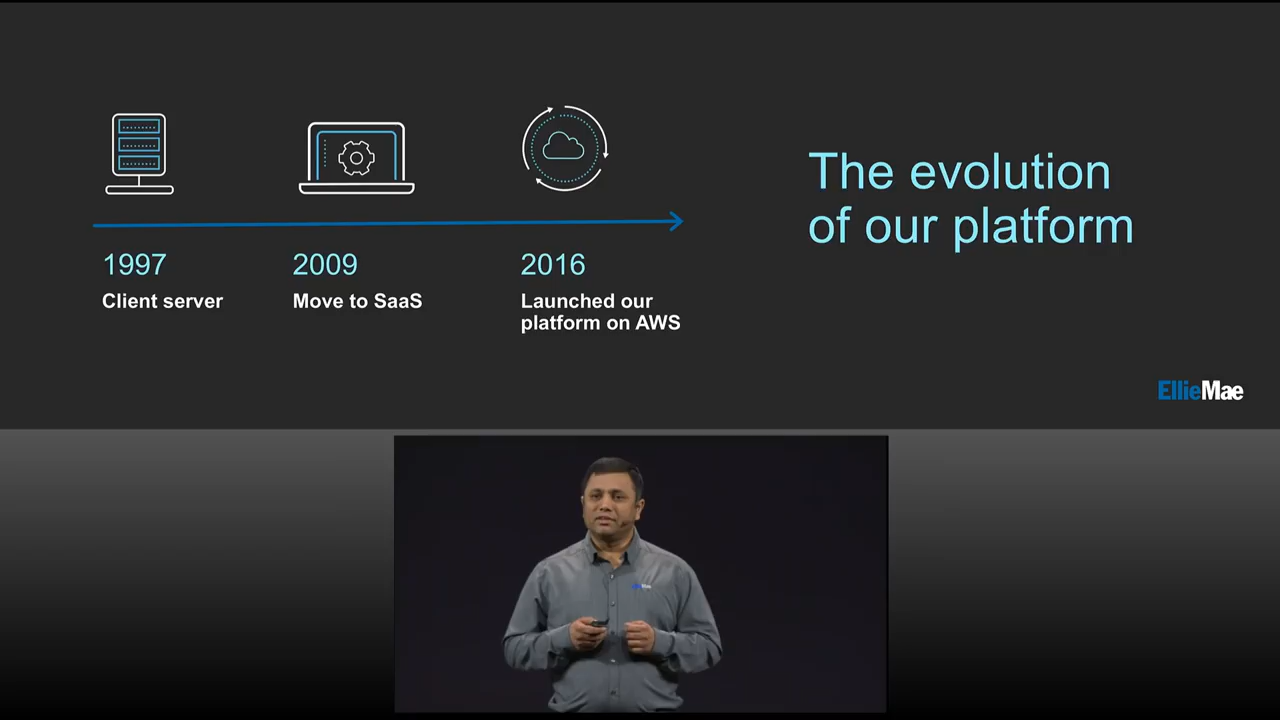 The evolution
of our platform
1997
Client server
2009
Move to SaaS
2016
Launched our
platform on AWS
EllieMae